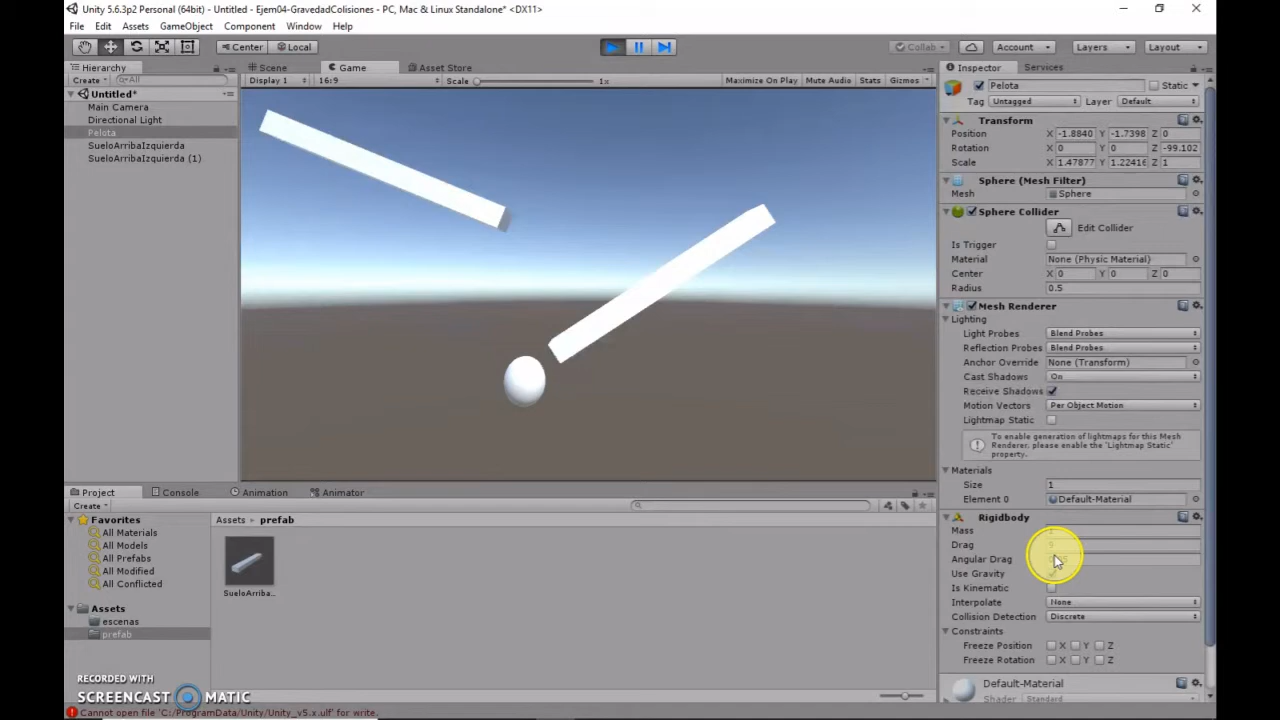 Unity 5.6.3p2 Personal (64bit) - Untitled - Ejem04-GravedadColisiones - PC, Mac & Linux Standalone* <DX11>
File Edit Assets GameObject Component Window Help
Center Local Collab Account Layers Layout
Hierarchy
Create All
Untitled*
Main Camera
Directional Light
Pelota
SueloArribaIzquierda
SueloArribaIzquierda (1)
Scene Game Asset Store
Display 1 16:9 Scale 1x Maximize On Play Mute Audio Stats Gizmos
Inspector Services
Pelota Static
Tag Untagged Layer Default
Transform
Position X -1.8840 Y -1.7398 Z 0
Rotation X 0 Y 0 Z -99.102
Scale X 1.47877 Y 1.22416 Z 1
Sphere (Mesh Filter)
Mesh Sphere
Sphere Collider
Edit Collider
Is Trigger
Material None (Physic Material)
Center X 0 Y 0 Z 0
Radius 0.5
Mesh Renderer
Lighting
Light Probes Blend Probes
Reflection Probes Blend Probes
Anchor Override None (Transform)
Cast Shadows On
Receive Shadows
Motion Vectors Per Object Motion
Lightmap Static
To enable generation of lightmaps for this Mesh
Renderer, please enable the 'Lightmap Static'
property.
Materials
Size 1
Element 0 Default-Material
Rigidbody
Mass
Drag
Angular Drag
Use Gravity
Is Kinematic
Interpolate None
Collision Detection Discrete
Constraints
Freeze Position X Y Z
Freeze Rotation X Y Z
Default-Material
Shader Standard
Project Console Animation Animator
Create
Favorites
All Materials
All Models
All Prefabs
All Modified
All Conflicted
Assets
escenas
prefab
Assets prefab
SueloArriba...
RECORDED WITH
SCREENCAST MATIC
Cannot open file 'C:/ProgramData/Unity/Unity_v5.x.ulf' for write.